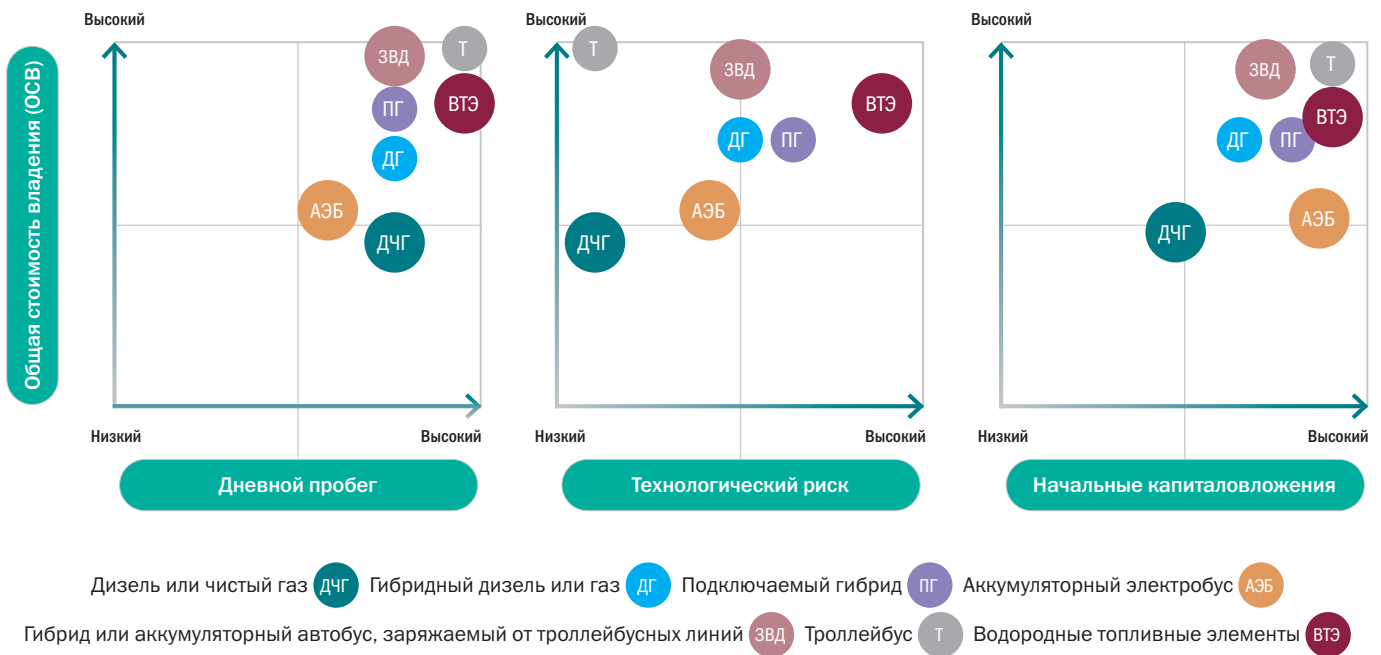 Общая стоимость владения (ОСВ)
Высокий
ЗВД
Т
ПГ
ВТЭ
ДГ
АЭБ
ДЧГ
Низкий
Высокий
Дневной пробег
Высокий
Т
ЗВД
ВТЭ
ДГ
ПГ
АЭБ
ДЧГ
Низкий
Высокий
Технологический риск
Высокий
ЗВД
Т
ВТЭ
ДГ
ПГ
ДЧГ
АЭБ
Низкий
Высокий
Начальные капиталовложения
Дизель или чистый газ ДЧГ Гибридный дизель или газ ДГ Подключаемый гибрид ПГ Аккумуляторный электробус АЭБ
Гибрид или аккумуляторный автобус, заряжаемый от троллейбусных линий ЗВД Троллейбус Т Водородные топливные элементы ВТЭ